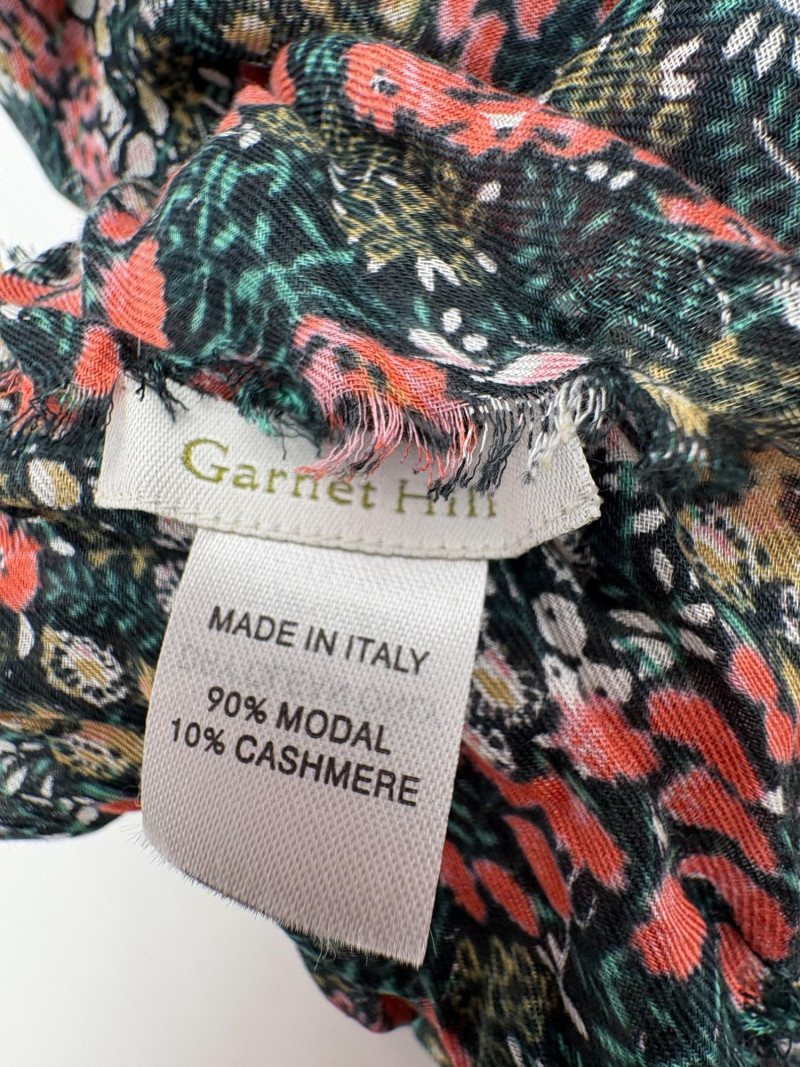 Garnet Hill
MADE IN ITALY
90% MODAL
10% CASHMERE